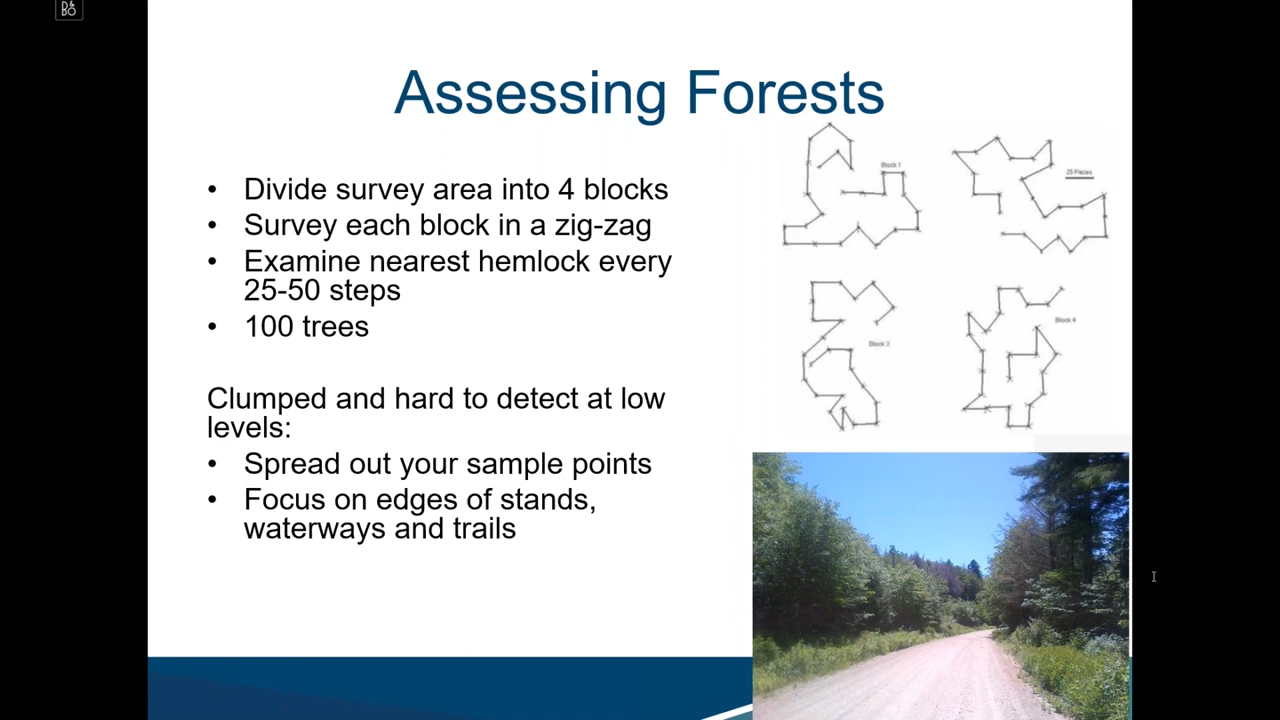 D&
BO
Assessing Forests
• Divide survey area into 4 blocks
• Survey each block in a zig-zag
• Examine nearest hemlock every
25-50 steps
• 100 trees
Clumped and hard to detect at low
levels:
• Spread out your sample points
• Focus on edges of stands,
waterways and trails
Block 1
25 Paces
Block 3
Block 4